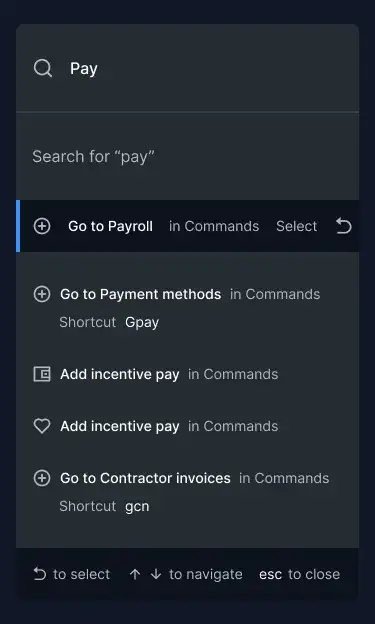 Pay
Search for “pay”
Go to Payroll in Commands Select
Go to Payment methods in Commands
Shortcut Gpay
Add incentive pay in Commands
Add incentive pay in Commands
Go to Contractor invoices in Commands
Shortcut gcn
to select ↑ ↓ to navigate esc to close